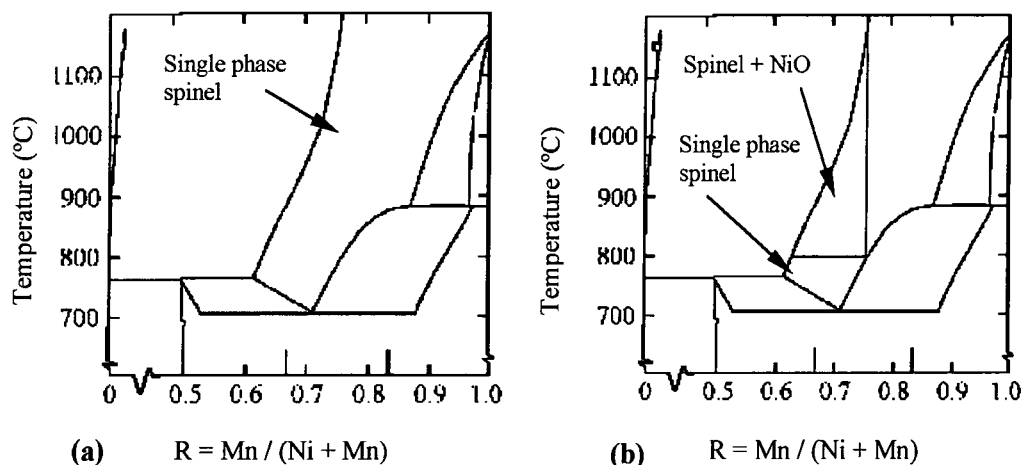 Temperature (°C)
1100
1000
900
800
700
Single phase
spinel
0
0.5
0.6
0.7
0.8
0.9
1.0
(a)
R = Mn / (Ni + Mn)
Temperature (°C)
1100
1000
900
800
700
Spinel + NiO
Single phase
spinel
0
0.5
0.6
0.7
0.8
0.9
1.0
(b)
R = Mn / (Ni + Mn)